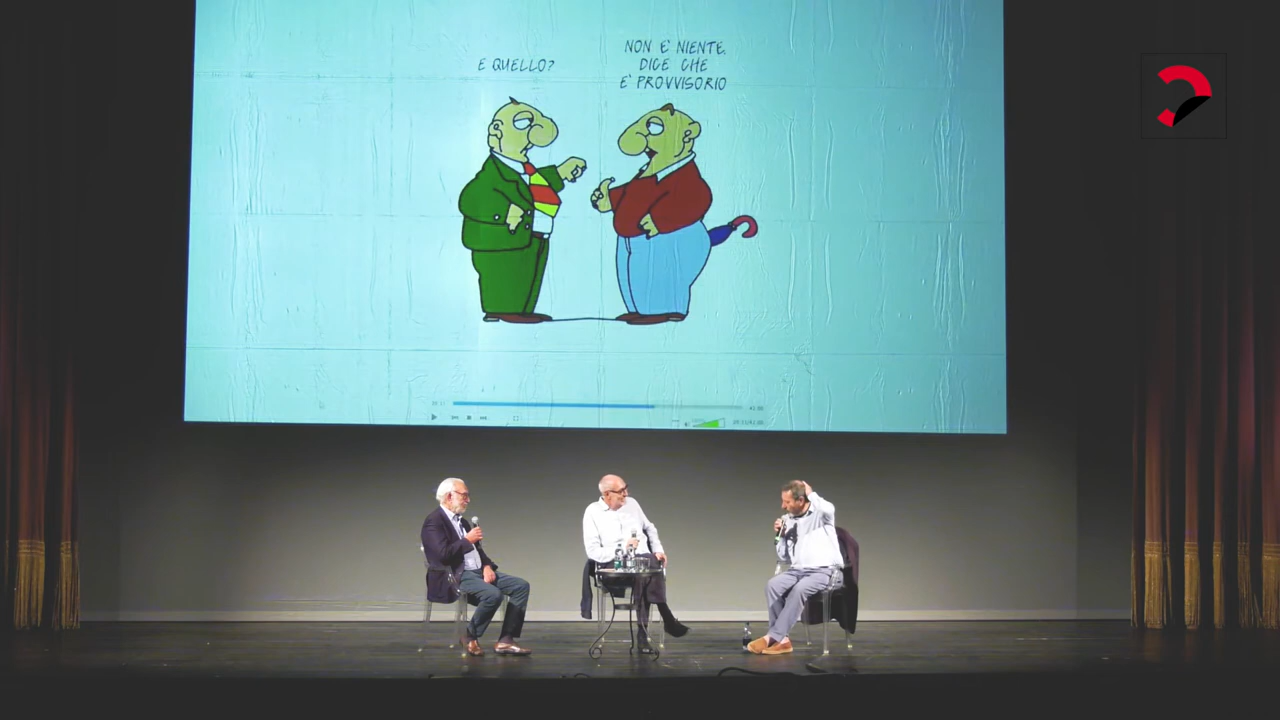 E QUELLO?
NON E' NIENTE.
DICE CHE
E' PROVVISORIO